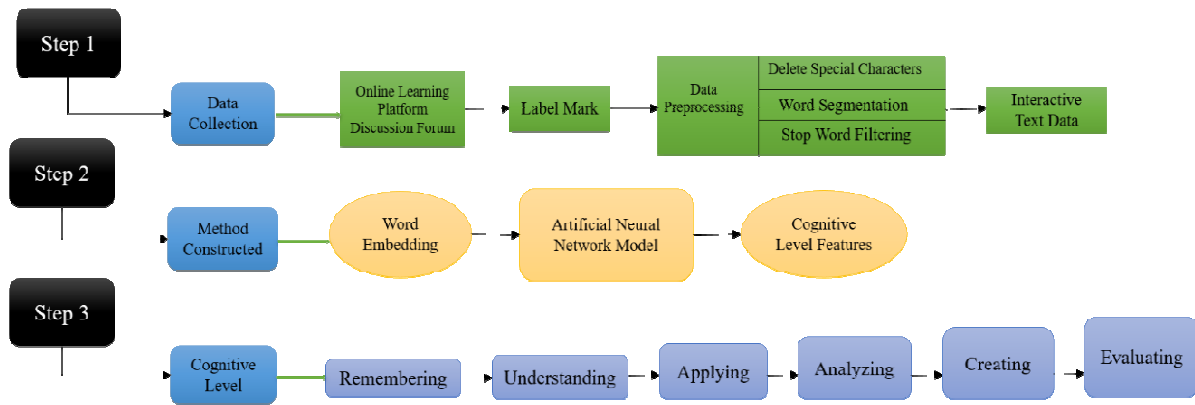 Step 1
Data
Collection
Online Learning
Platform
Discussion Forum
Label Mark
Data
Preprocessing
Delete Special Characters
Word Segmentation
Stop Word Filtering
Interactive
Text Data
Step 2
Method
Constructed
Word
Embedding
Artificial Neural
Network Model
Cognitive
Level Features
Step 3
Cognitive
Level
Remembering
Understanding
Applying
Analyzing
Creating
Evaluating